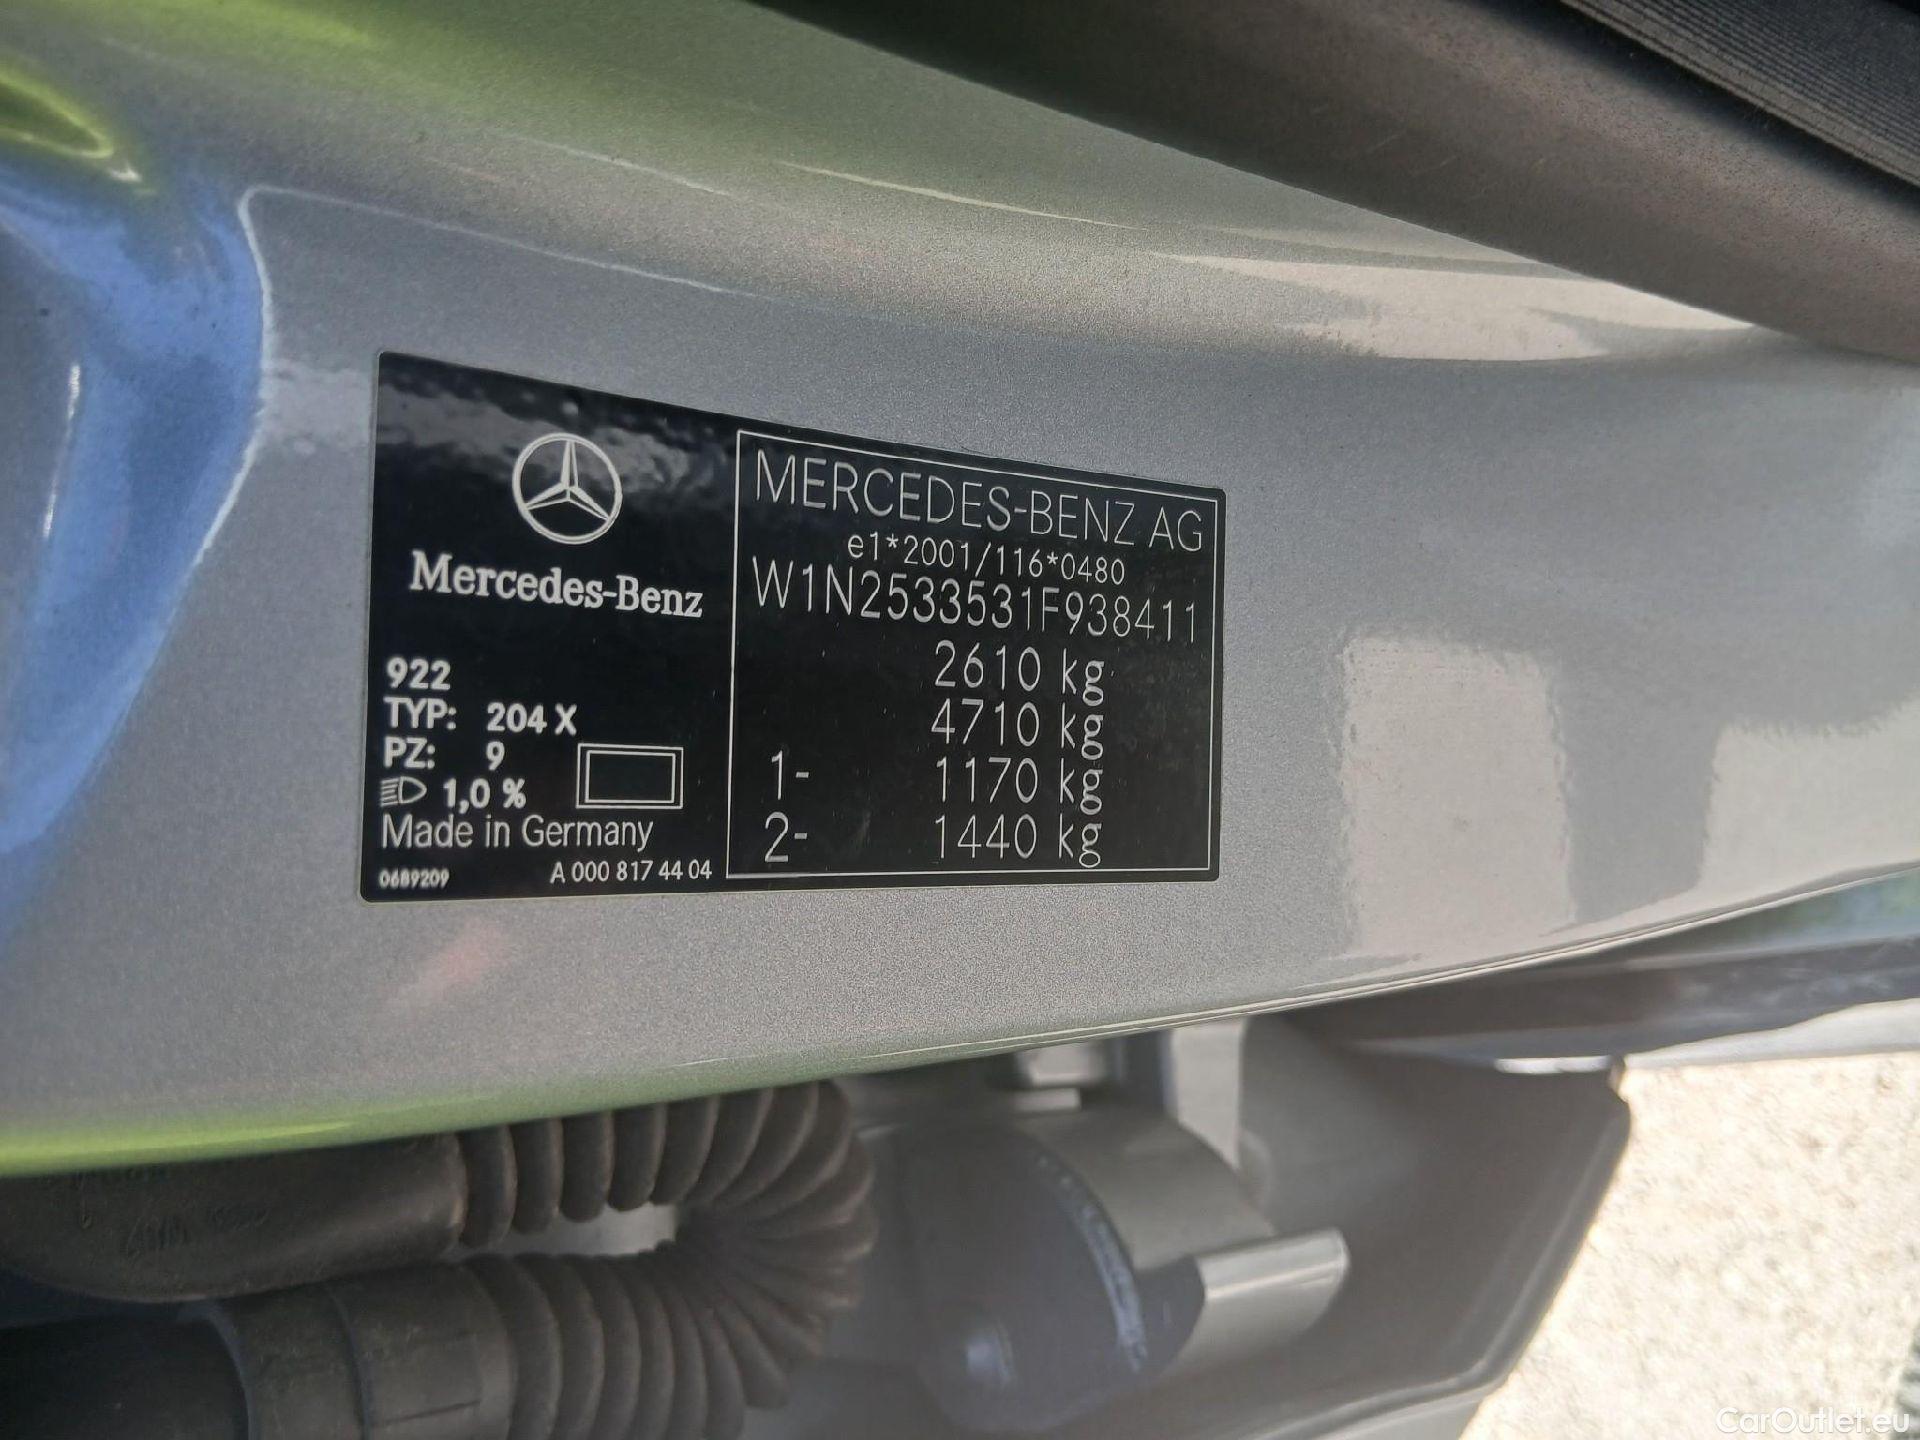 Mercedes-Benz
922
TYP: 204 X
PZ: 9
1,0 %
Made in Germany
0689209
A 000 817 44 04
MERCEDES-BENZ AG
e1*2001/116*0480
W1N2533531F938411
2610 kg
4710 kg
1- 1170 kg
2- 1440 kg
CarOutlet.eu